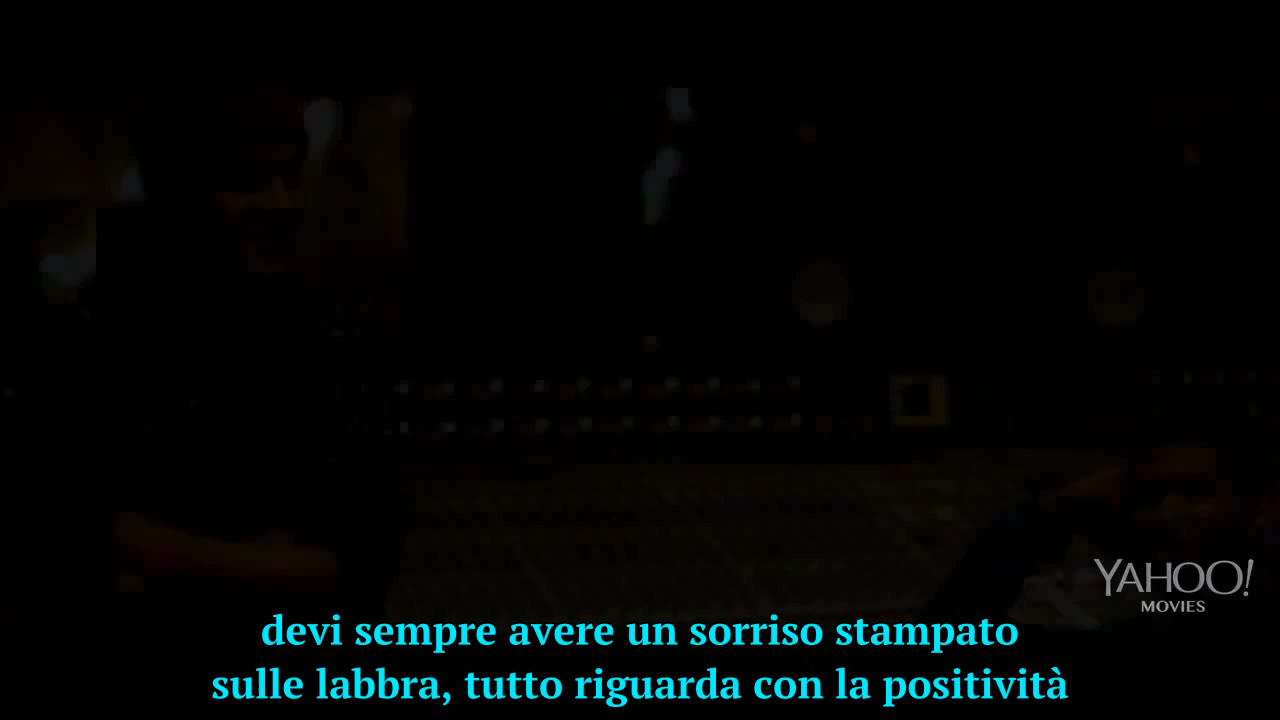 YAHOO!
MOVIES
devi sempre avere un sorriso stampato
sulle labbra, tutto riguarda con la positività